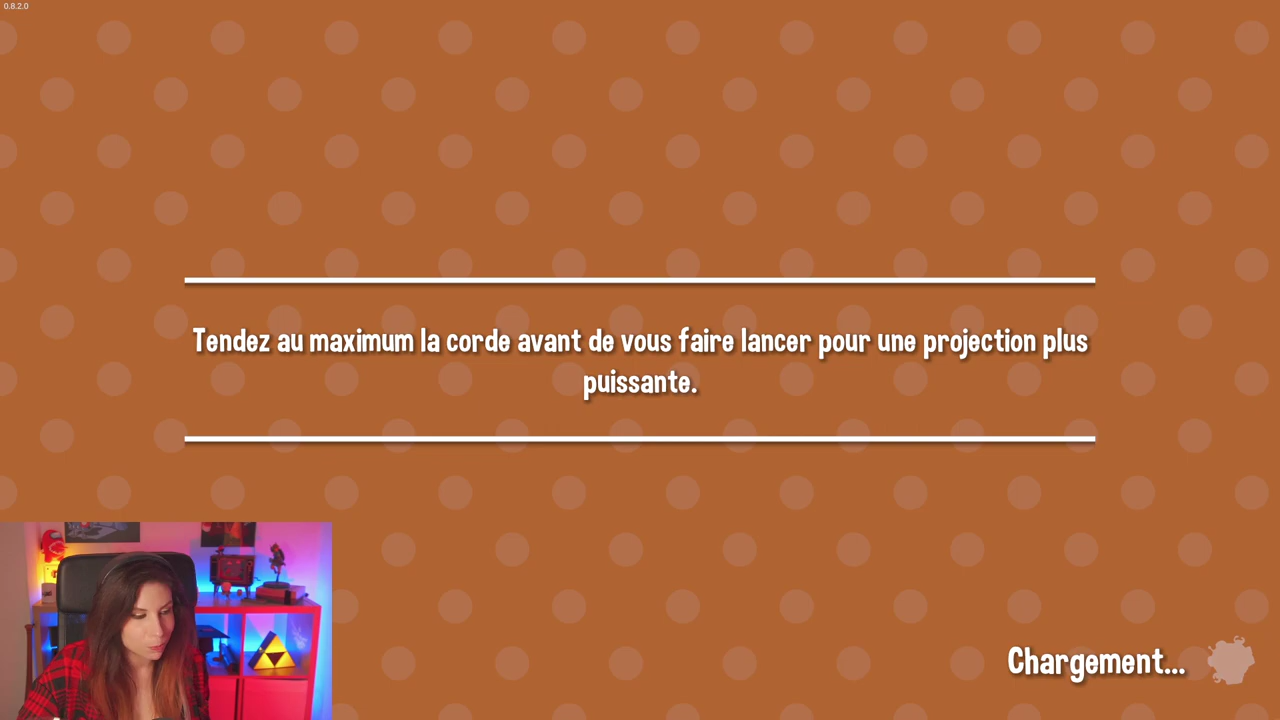 0.8.2.0
Tendez au maximum la corde avant de vous faire lancer pour une projection plus
puissante.
Chargement...